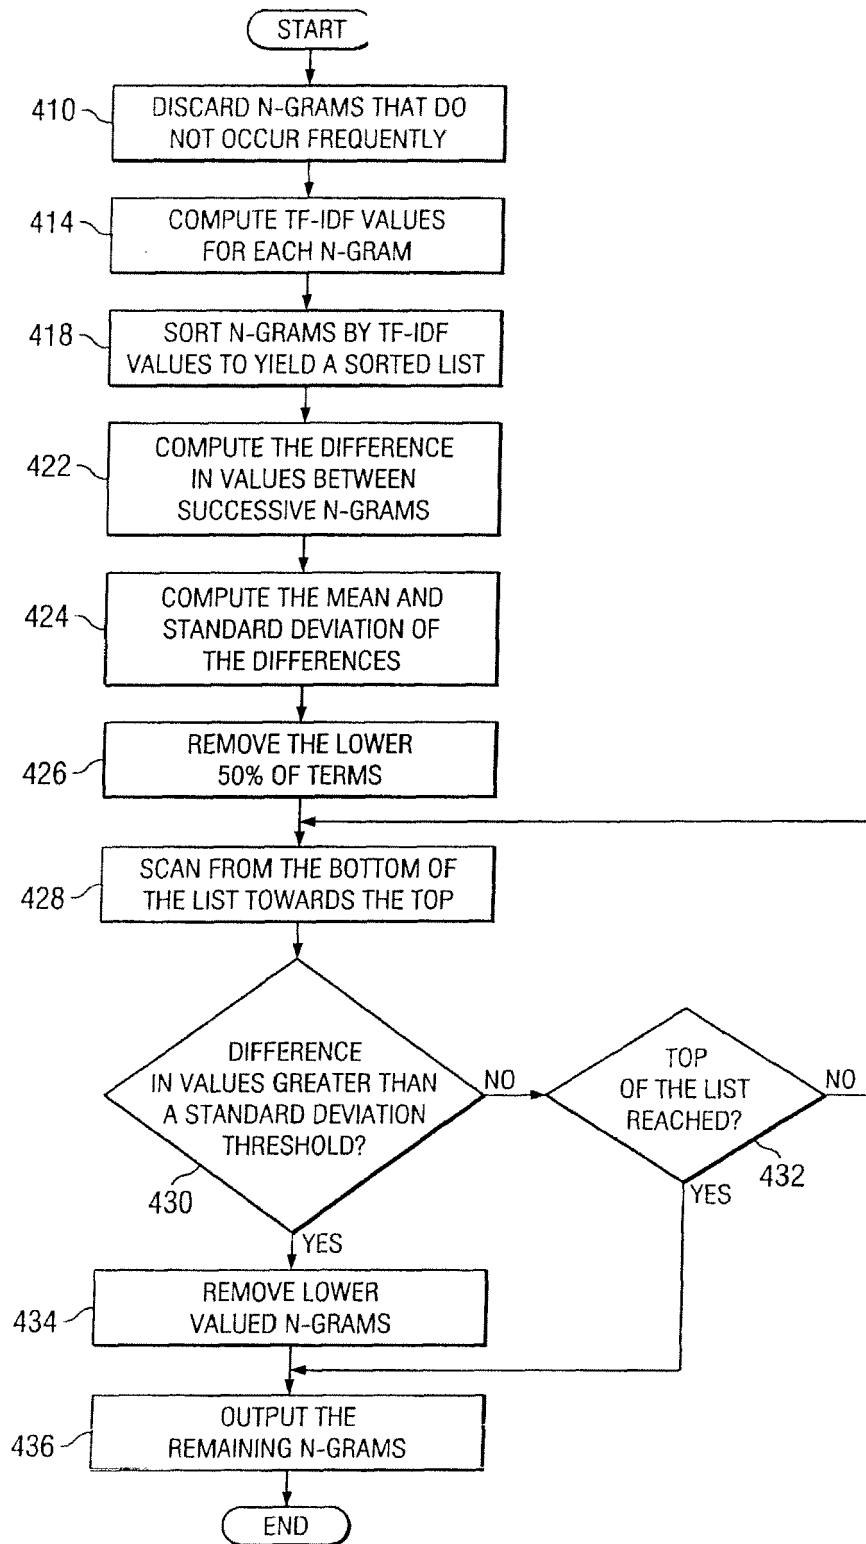 START
410
DISCARD N-GRAMS THAT DO
NOT OCCUR FREQUENTLY
414
COMPUTE TF-IDF VALUES
FOR EACH N-GRAM
418
SORT N-GRAMS BY TF-IDF
VALUES TO YIELD A SORTED LIST
422
COMPUTE THE DIFFERENCE
IN VALUES BETWEEN
SUCCESSIVE N-GRAMS
424
COMPUTE THE MEAN AND
STANDARD DEVIATION OF
THE DIFFERENCES
426
REMOVE THE LOWER
50% OF TERMS
428
SCAN FROM THE BOTTOM OF
THE LIST TOWARDS THE TOP
DIFFERENCE
IN VALUES GREATER THAN
A STANDARD DEVIATION
THRESHOLD?
430
NO
TOP
OF THE LIST
REACHED?
432
NO
YES
YES
434
REMOVE LOWER
VALUED N-GRAMS
436
OUTPUT THE
REMAINING N-GRAMS
END